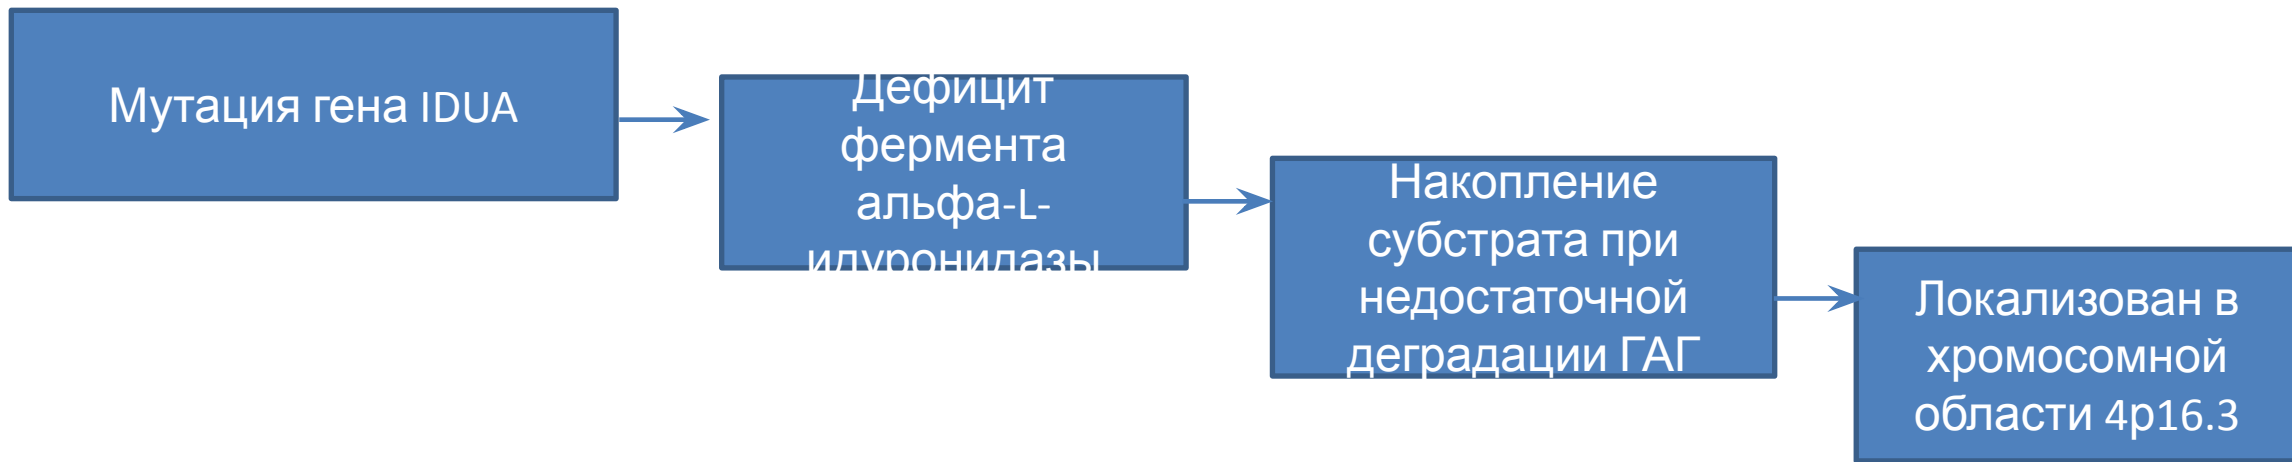 Мутация гена IDUA
Дефицит
фермента
альфа-L-
идуронидазы
Накопление
субстрата при
недостаточной
деградации ГАГ
Локализован в
хромосомной
области 4p16.3